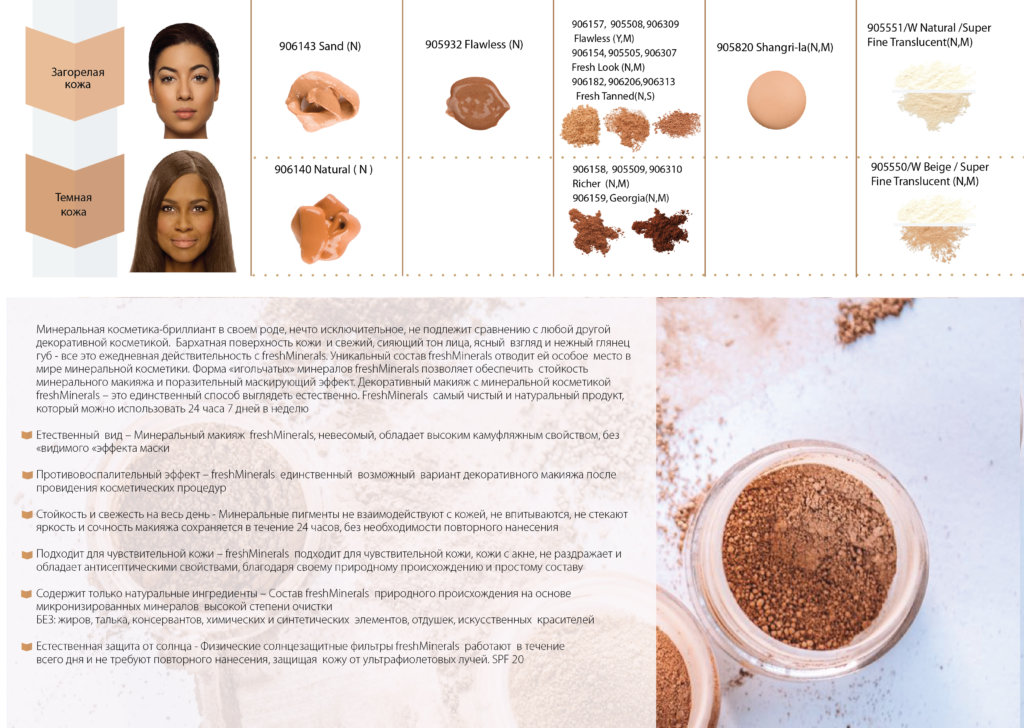 Загорелая
кожа
906143 Sand (N)
905932 Flawless (N)
906157, 905508, 906309
Flawless (Y,M)
906154, 905505, 906307
Fresh Look (N,M)
906182, 906206,906313
Fresh Tanned(N,S)
905820 Shangri-la(N,M)
905551/W Natural /Super
Fine Translucent(N,M)
Темная
кожа
906140 Natural ( N )
906158, 905509, 906310
Richer (N,M)
906159, Georgia(N,M)
905550/W Beige / Super
Fine Translucent (N,M)
Минеральная косметика-бриллиант в своем роде, нечто исключительное, не подлежит сравнению с любой другой
декоративной косметикой. Бархатная поверхность кожи и свежий, сияющий тон лица, ясный взгляд и нежный глянец
губ - все это ежедневная действительность с freshMinerals. Уникальный состав freshMinerals отводит ей особое место в
мире минеральной косметики. Форма «игольчатых» минералов freshMinerals позволяет обеспечить стойкость
минерального макияжа и поразительный маскирующий эффект. Декоративный макияж с минеральной косметикой
freshMinerals – это единственный способ выглядеть естественно. FreshMinerals самый чистый и натуральный продукт,
который можно использовать 24 часа 7 дней в неделю
Етественный вид – Минеральный макияж freshMinerals, невесомый, обладает высоким камуфляжным свойством, без
«видимого «эффекта маски
Противовоспалительный эффект – freshMinerals единственный возможный вариант декоративного макияжа после
провидения косметических процедур
Стойкость и свежесть на весь день - Минеральные пигменты не взаимодействуют с кожей, не впитываются, не стекают
яркость и сочность макияжа сохраняется в течение 24 часов, без необходимости повторного нанесения
Подходит для чувствительной кожи – freshMinerals подходит для чувствительной кожи, кожи с акне, не раздражает и
обладает антисептическими свойствами, благодаря своему природному происхождению и простому составу
Содержит только натуральные ингредиенты – Состав freshMinerals природного происхождения на основе
микронизированных минералов высокой степени очистки
БЕЗ: жиров, талька, консервантов, химических и синтетических элементов, отдушек, искусственных красителей
Естественная защита от солнца - Физические солнцезащитные фильтры freshMinerals работают в течение
всего дня и не требуют повторного нанесения, защищая кожу от ультрафиолетовых лучей. SPF 20